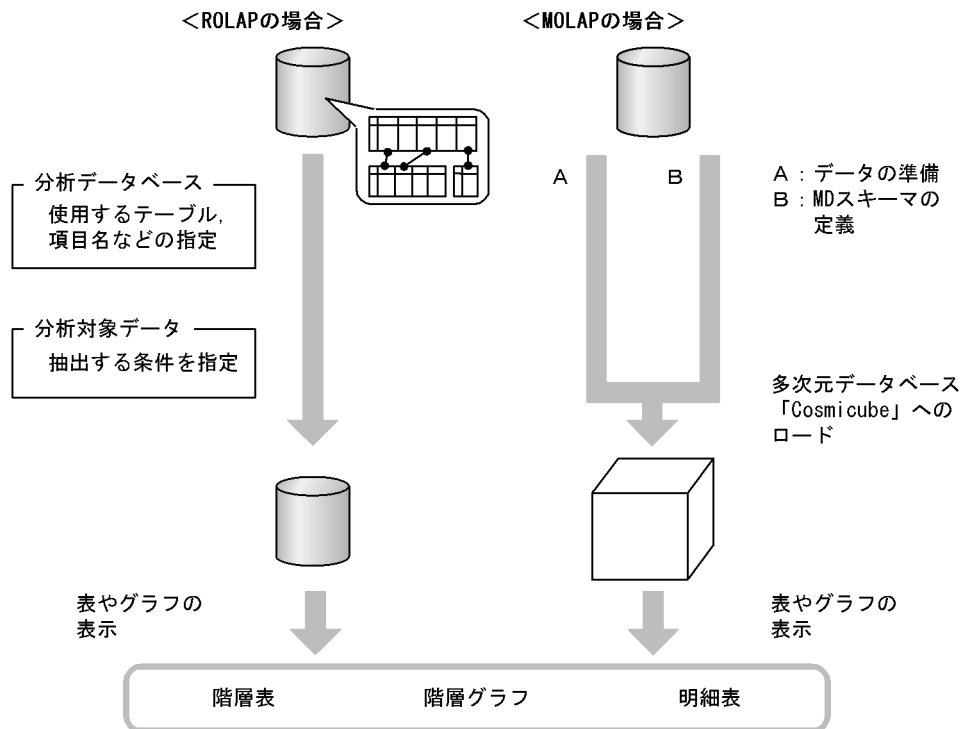 <ROLAPの場合>
<MOLAPの場合>
分析データベース
使用するテーブル,
項目名などの指定
分析対象データ
抽出する条件を指定
A
B
A：データの準備
B：MDスキーマの
定義
多次元データベース
「Cosmicube」への
ロード
表やグラフの
表示
表やグラフの
表示
階層表
階層グラフ
明細表